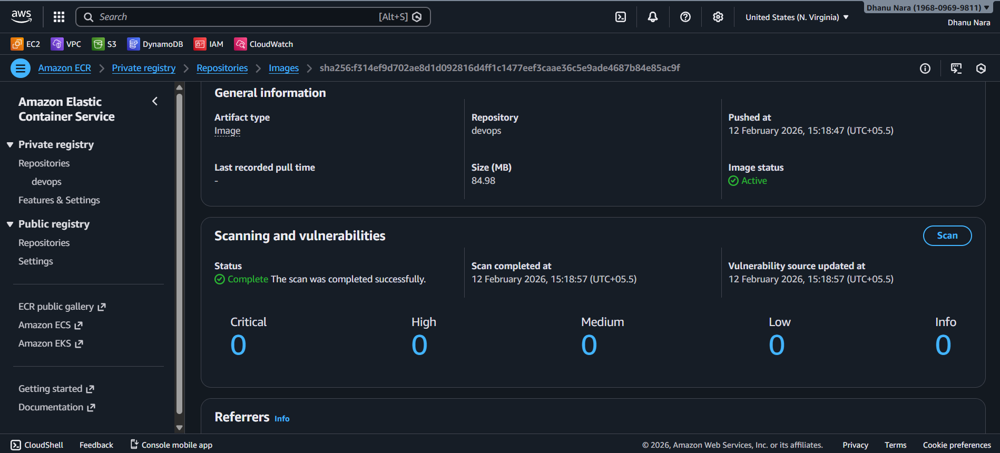 aws
Search [Alt+S]
United States (N. Virginia)
Dhanu Nara (1968-0969-9811)
Dhanu Nara
EC2 VPC S3 DynamoDB IAM CloudWatch
Amazon ECR Private registry Repositories Images sha256:f314ef9d702ae8d1d092816d4ff1c1477eef3caae36c5e9ade4687b84e85ac9f
Amazon Elastic
Container Service
Private registry
Repositories
devops
Features & Settings
Public registry
Repositories
Settings
ECR public gallery
Amazon ECS
Amazon EKS
Getting started
Documentation
General information
Artifact type
Image
Repository
devops
Pushed at
12 February 2026, 15:18:47 (UTC+05.5)
Last recorded pull time
-
Size (MB)
84.98
Image status
Active
Scanning and vulnerabilities
Scan
Status
Complete The scan was completed successfully.
Scan completed at
12 February 2026, 15:18:57 (UTC+05.5)
Vulnerability source updated at
12 February 2026, 15:18:57 (UTC+05.5)
Critical
0
High
0
Medium
0
Low
0
Info
0
Referrers Info
CloudShell Feedback Console mobile app
© 2026, Amazon Web Services, Inc. or its affiliates. Privacy Terms Cookie preferences